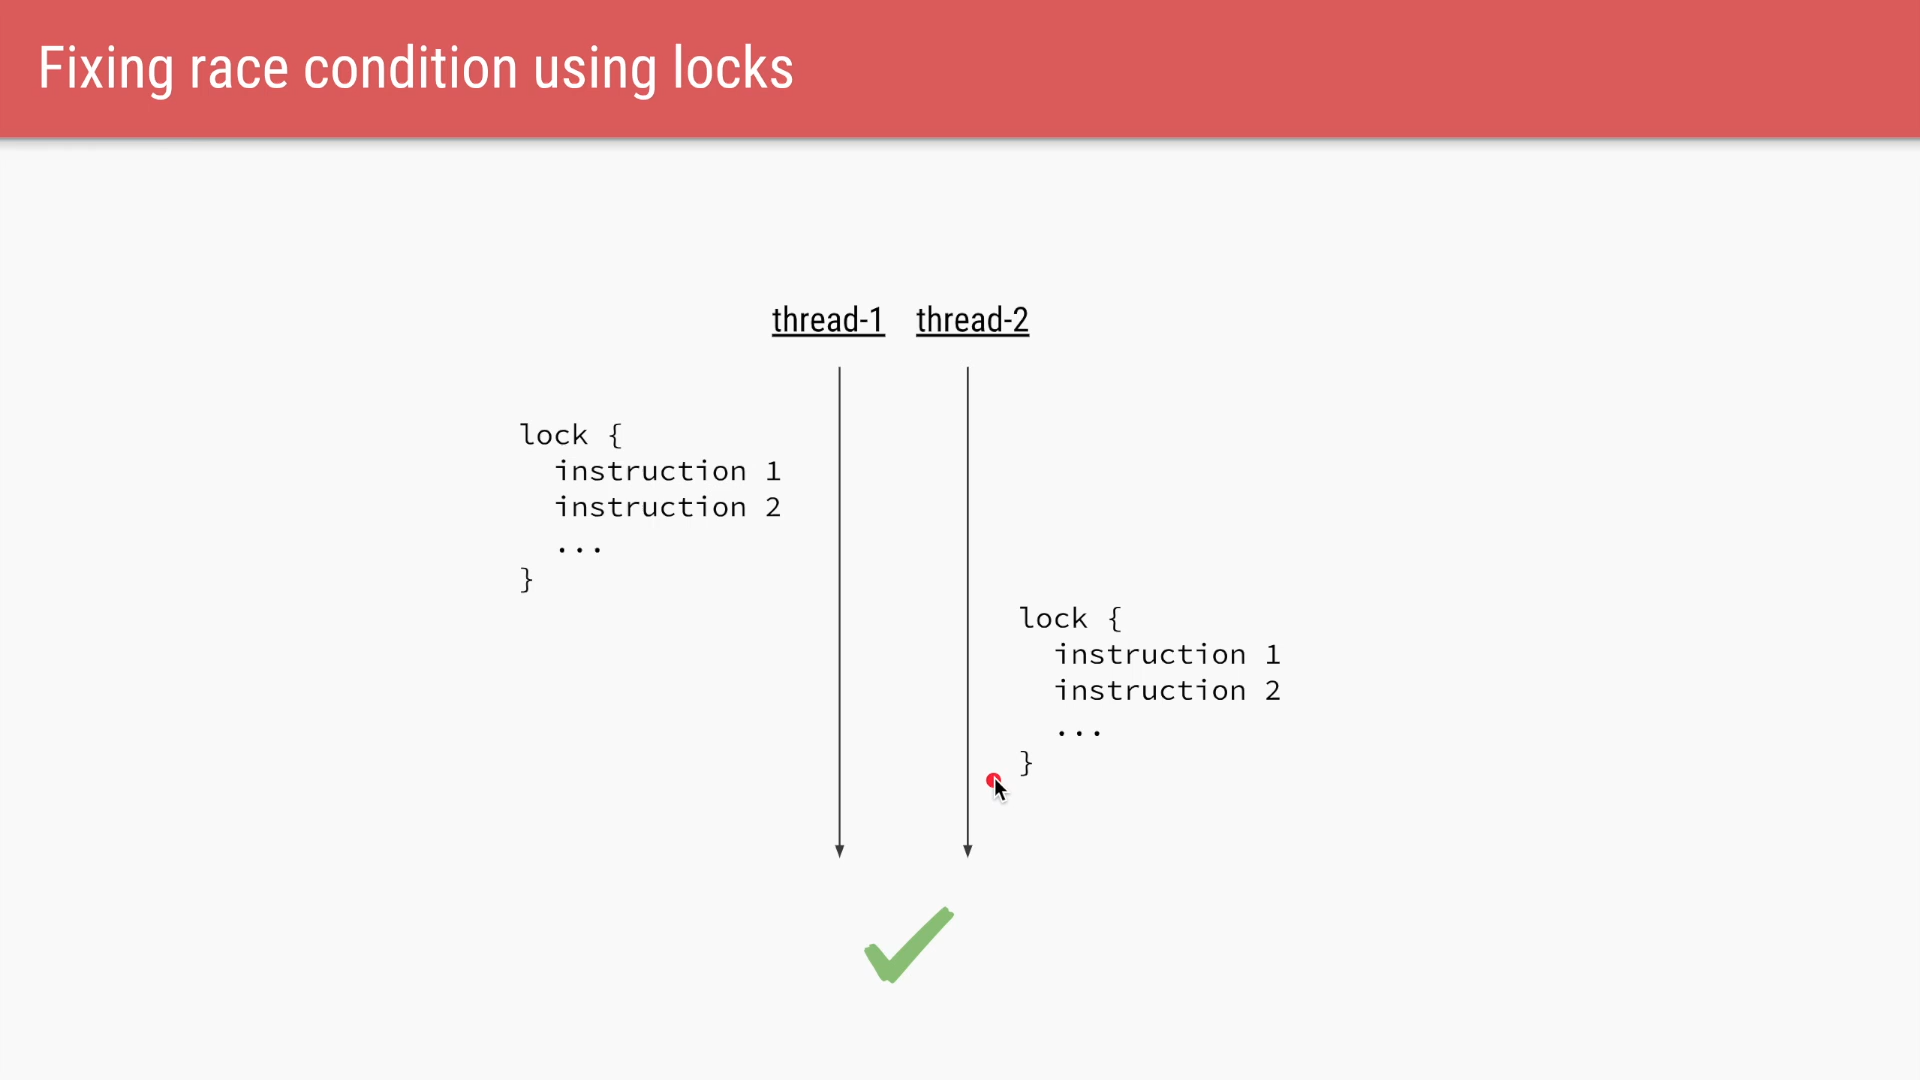 Fixing race condition using locks
thread-1 thread-2
lock {
instruction 1
instruction 2
...
}
lock {
instruction 1
instruction 2
...
}